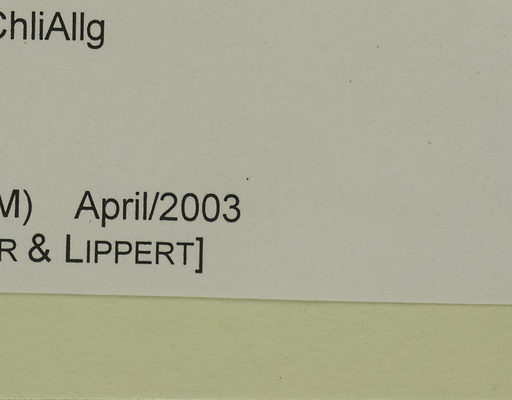 ChliAllg
M) April/2003
R & LIPPERT]